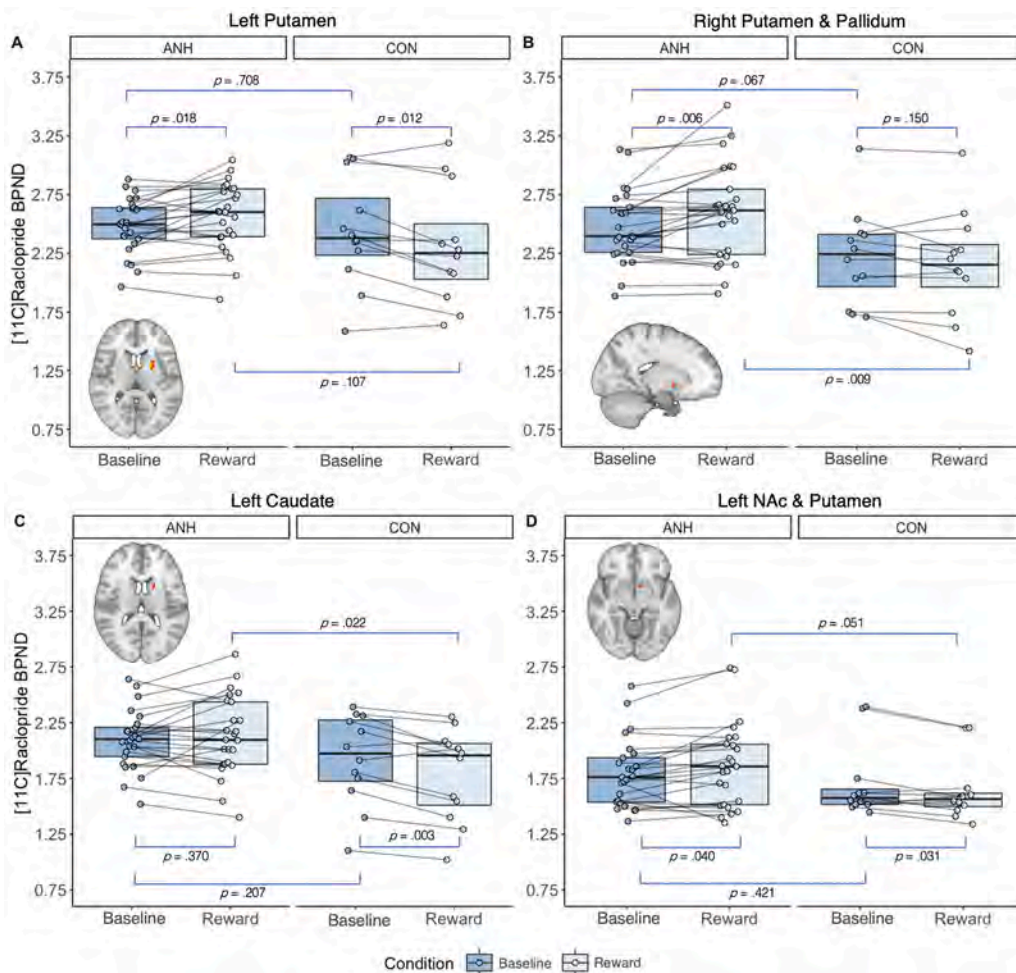 Left Putamen
Right Putamen & Pallidum
A
ANH
CON
B
ANH
CON
[11C]Raclopride BPND
3.75
3.25
2.75
2.25
1.75
1.25
0.75
p = .708
p = .018
p = .012
p = .107
3.75
3.25
2.75
2.25
1.75
1.25
0.75
p = .067
p = .006
p = .150
p = .009
Baseline
Reward
Baseline
Reward
Baseline
Reward
Baseline
Reward
Left Caudate
Left NAc & Putamen
C
ANH
CON
D
ANH
CON
[11C]Raclopride BPND
3.75
3.25
2.75
2.25
1.75
1.25
0.75
p = .022
p = .003
p = .370
p = .207
3.75
3.25
2.75
2.25
1.75
1.25
0.75
p = .051
p = .040
p = .031
p = .421
Baseline
Reward
Baseline
Reward
Baseline
Reward
Baseline
Reward
Condition
Baseline
Reward